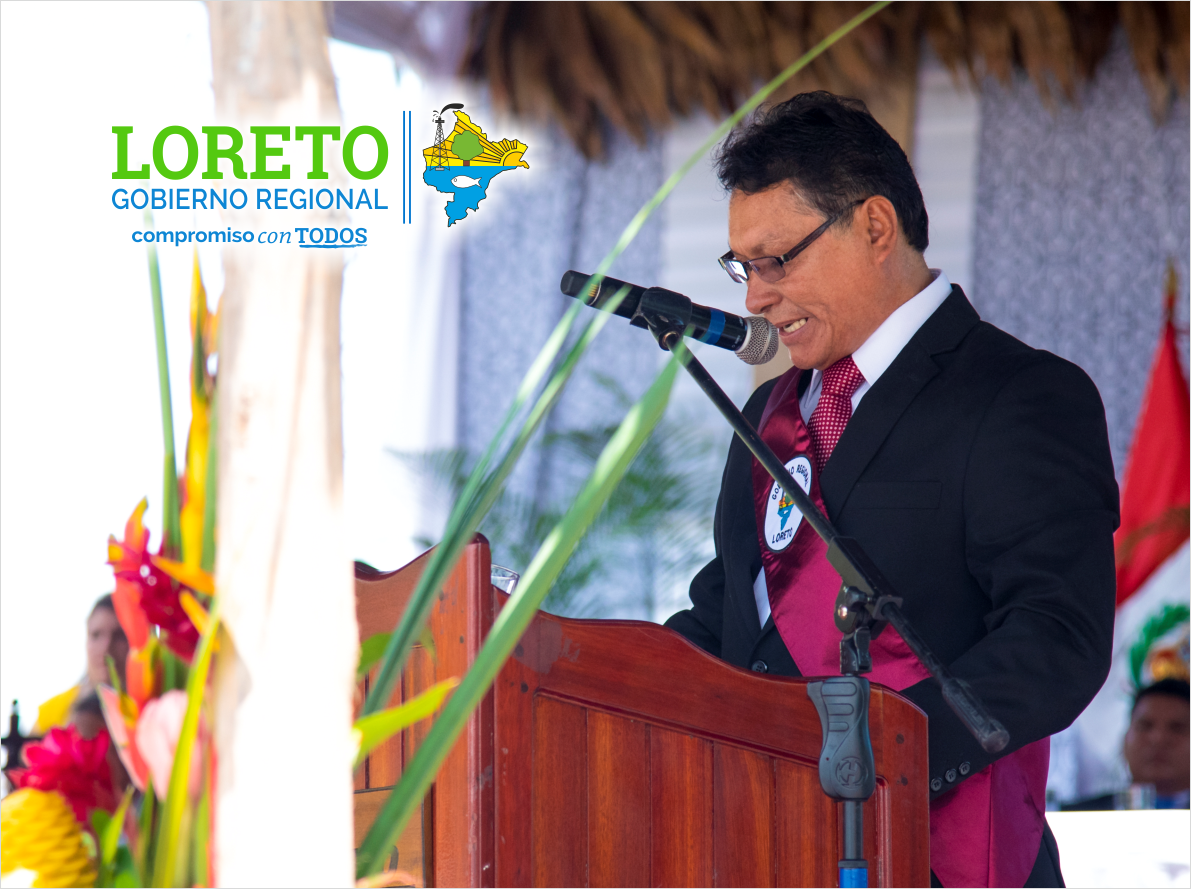 LORETO
GOBIERNO REGIONAL
compromiso con TODOS
LORETO